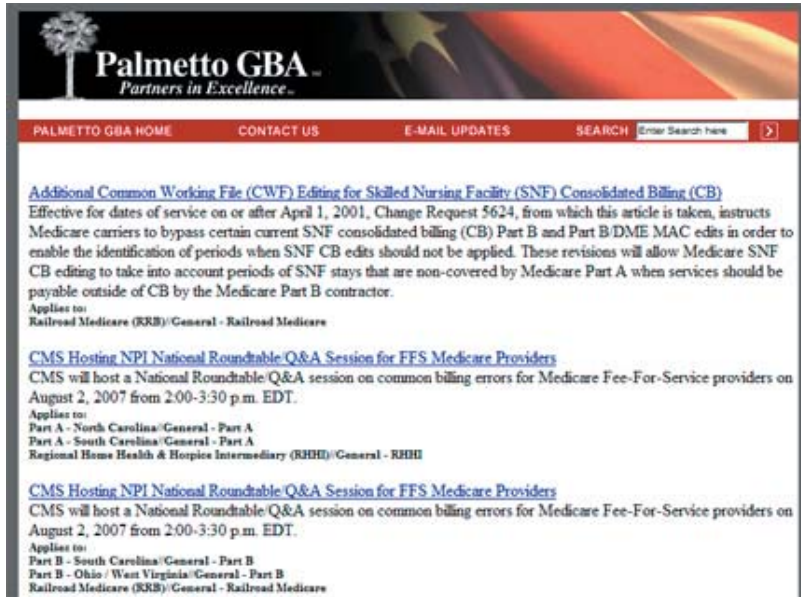 Palmetto GBA
Partners in Excellence
PALMETTO GBA HOME CONTACT US E-MAIL UPDATES SEARCH Enter Search here
Additional Common Working File (CWF) Editing for Skilled Nursing Facility (SNF) Consolidated Billing (CB)
Effective for dates of service on or after April 1, 2001, Change Request 5624, from which this article is taken, instructs
Medicare carriers to bypass certain current SNF consolidated billing (CB) Part B and Part B/DME MAC edits in order to
enable the identification of periods when SNF CB edits should not be applied. These revisions will allow Medicare SNF
CB editing to take into account periods of SNF stays that are non-covered by Medicare Part A when services should be
payable outside of CB by the Medicare Part B contractor.
Applies to:
Railroad Medicare (RRB)//General - Railroad Medicare
CMS Hosting NPI National Roundtable/Q&A Session for FFS Medicare Providers
CMS will host a National Roundtable/Q&A session on common billing errors for Medicare Fee-For-Service providers on
August 2, 2007 from 2:00-3:30 p.m. EDT.
Applies to:
Part A - North Carolina//General - Part A
Part A - South Carolina//General - Part A
Regional Home Health & Hospice Intermediary (RHHI)//General - RHHI
CMS Hosting NPI National Roundtable/Q&A Session for FFS Medicare Providers
CMS will host a National Roundtable/Q&A session on common billing errors for Medicare Fee-For-Service providers on
August 2, 2007 from 2:00-3:30 p.m. EDT.
Applies to:
Part B - South Carolina//General - Part B
Part B - Ohio / West Virginia//General - Part B
Railroad Medicare (RRB)//General - Railroad Medicare